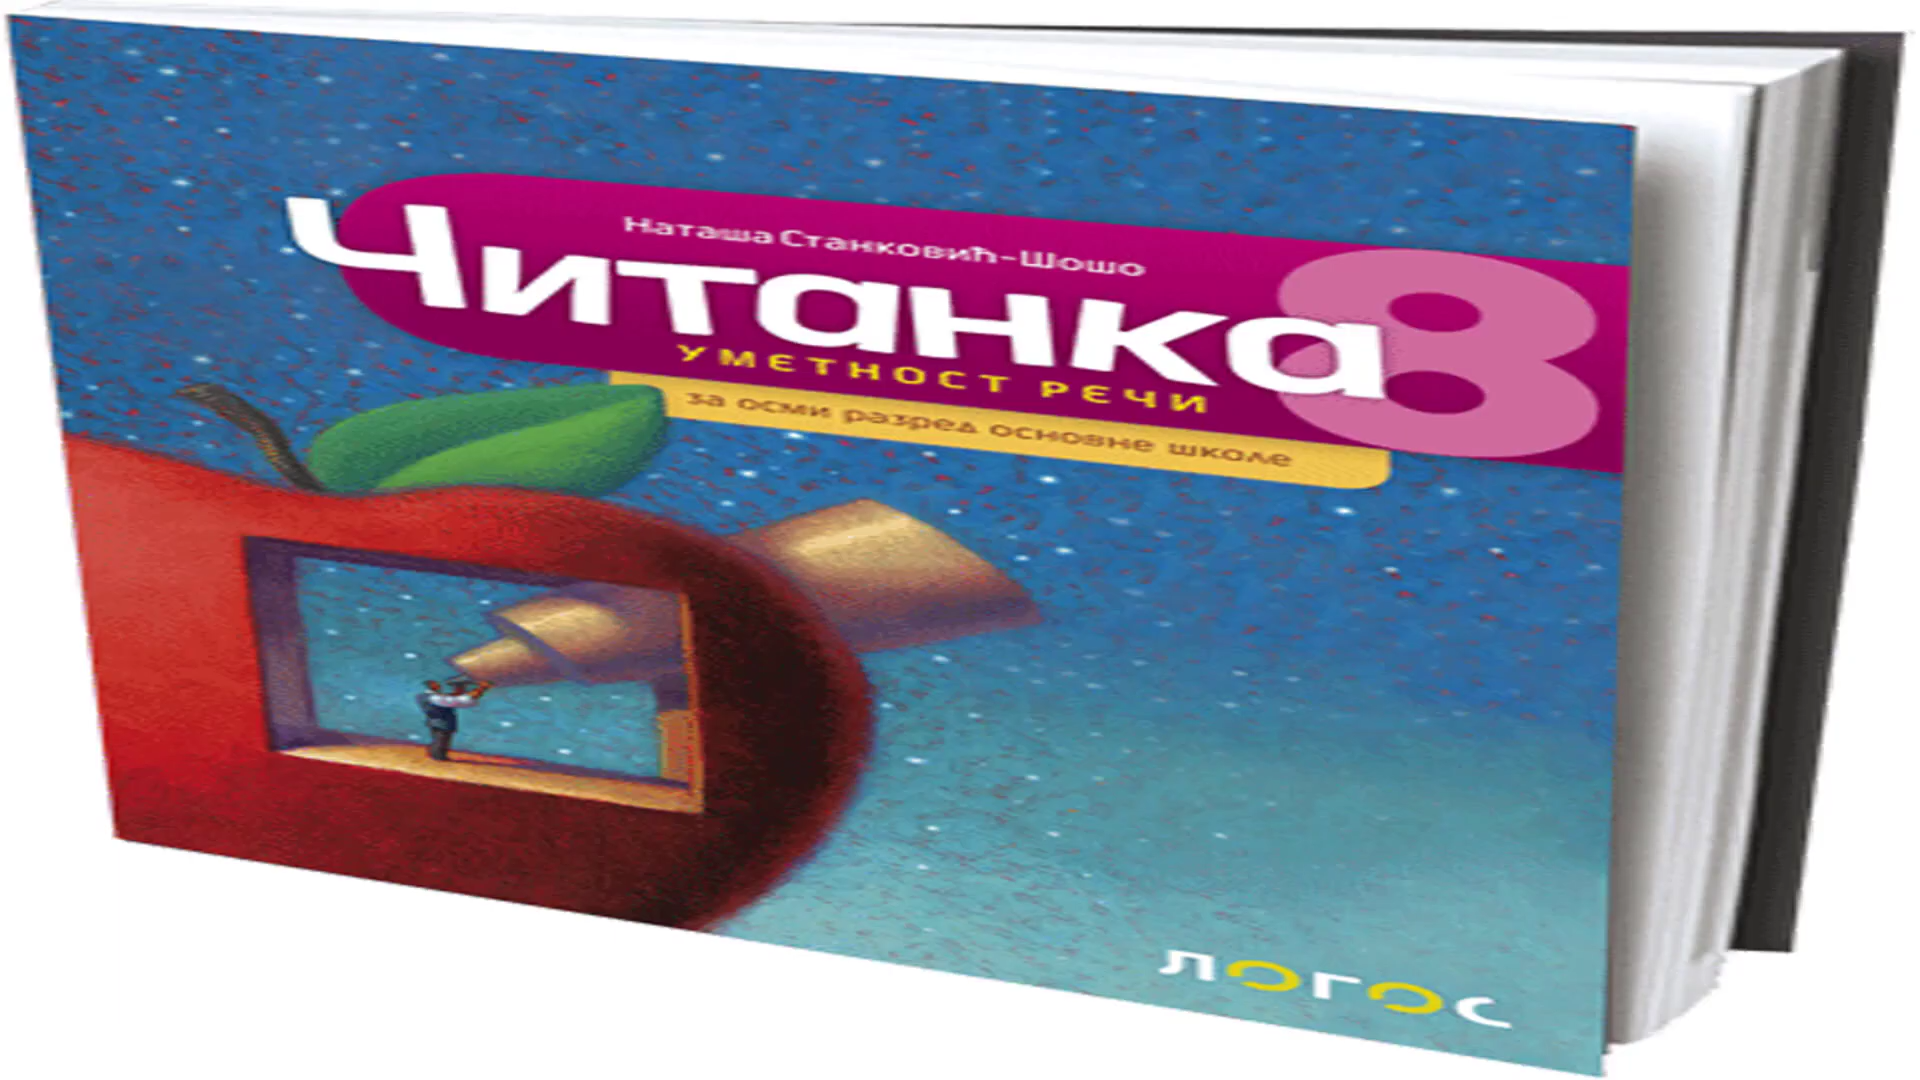 Наташа Станковић-Шошо
Читанка 8
УМЕТНОСТ РЕЧИ
за осми разред основне школе
ЛОГОС